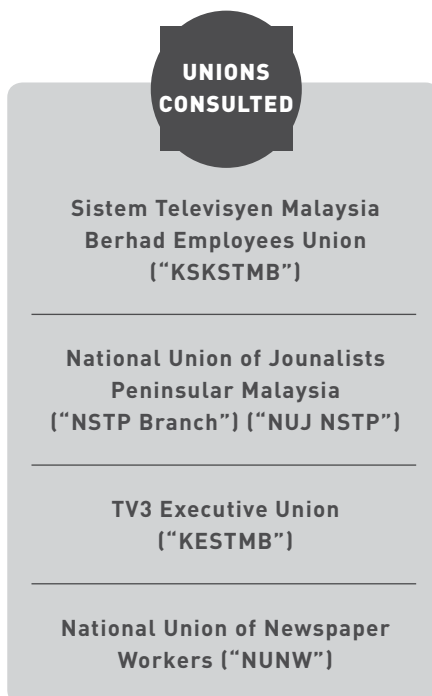 UNIONS
CONSULTED
Sistem Televisyen Malaysia
Berhad Employees Union
(“KSKSTMB”)
National Union of Jounalists
Peninsular Malaysia
(“NSTP Branch”) (“NUJ NSTP”)
TV3 Executive Union
(“KESTMB”)
National Union of Newspaper
Workers (“NUNW”)